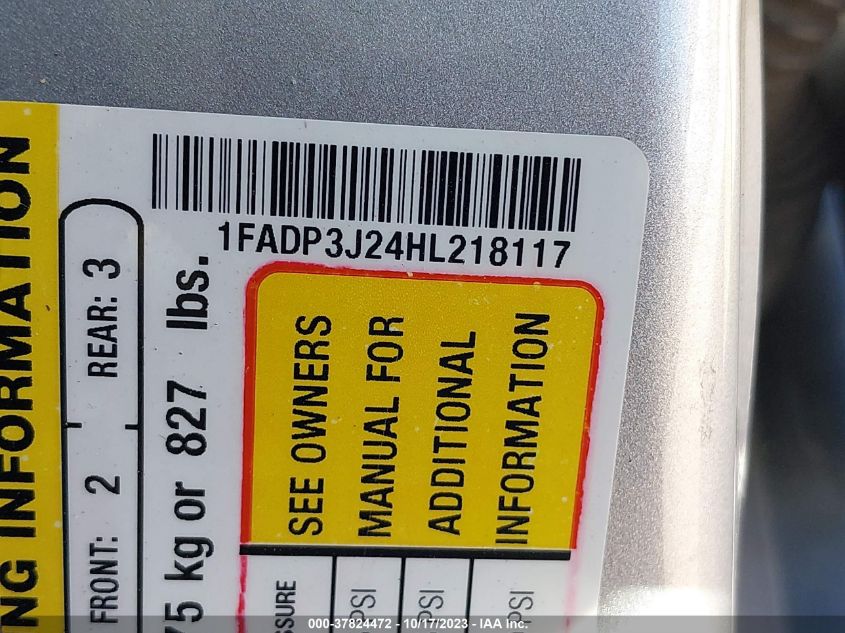 1FADP3J24HL218117
NG INFORMATION
FRONT: 2 REAR: 3
75 kg or 827 lbs.
SEE OWNERS
MANUAL FOR
ADDITIONAL
INFORMATION
SSURE
PSI
PSI
PSI
000-37824472 - 10/17/2023 - IAA Inc.